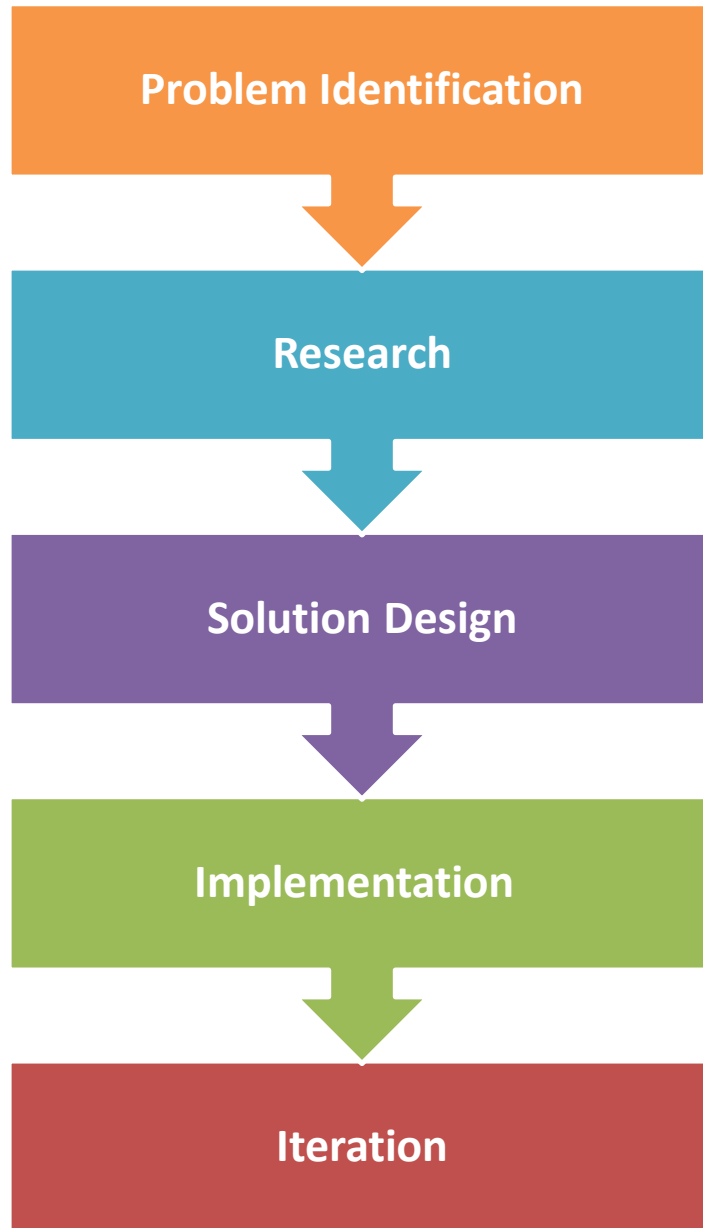 Problem Identification
Research
Solution Design
Implementation
Iteration